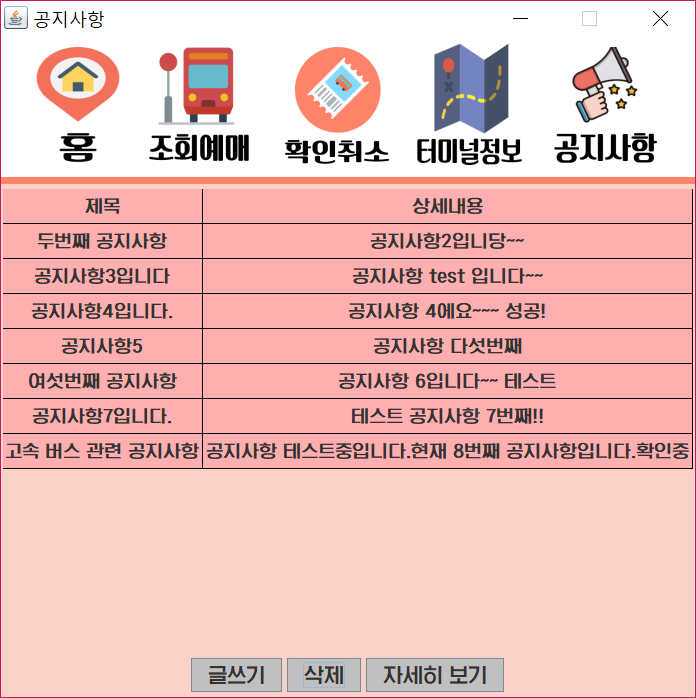 공지사항
홈 조회예매 확인취소 터미널정보 공지사항
제목 상세내용
두번째 공지사항 공지사항2입니당~~
공지사항3입니다 공지사항 test 입니다~~
공지사항4입니다. 공지사항 4에요~~~ 성공!
공지사항5 공지사항 다섯번째
여섯번째 공지사항 공지사항 6입니다~~ 테스트
공지사항7입니다. 테스트 공지사항 7번째!!
고속 버스 관련 공지사항 공지사항 테스트중입니다.현재 8번째 공지사항입니다.확인중
글쓰기 삭제 자세히 보기